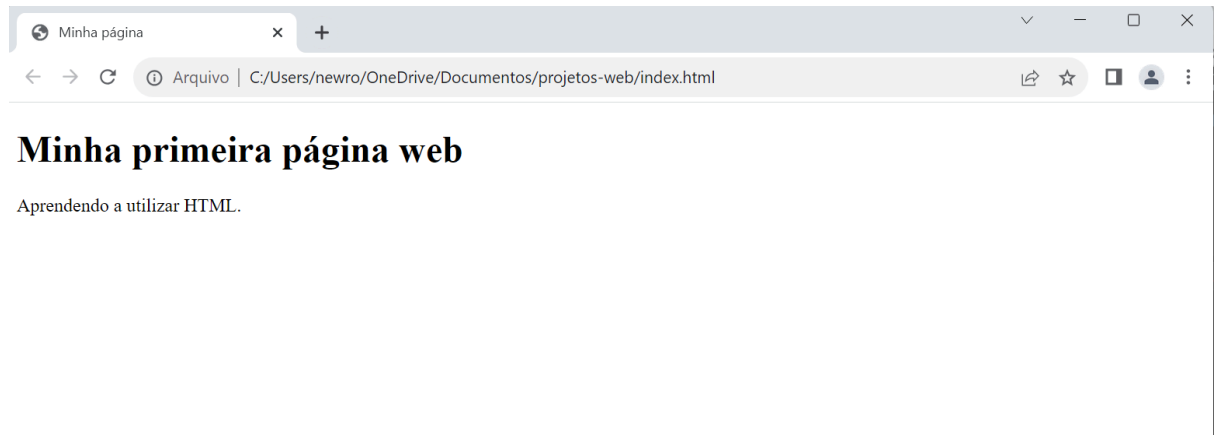 Minha página
Arquivo | C:/Users/newro/OneDrive/Documentos/projetos-web/index.html
Minha primeira página web
Aprendendo a utilizar HTML.